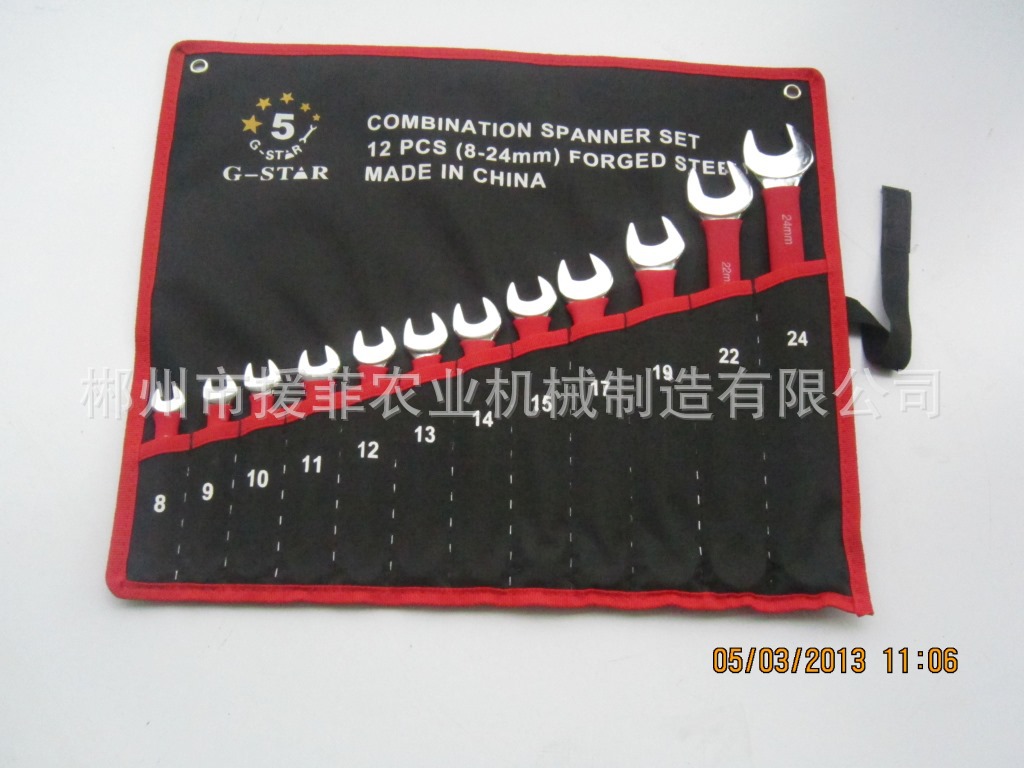 5
G-STAR
G-STAR
COMBINATION SPANNER SET
12 PCS (8-24mm) FORGED STEEL
MADE IN CHINA
24mm
22mm
8 9 10 11 12 13 14 15 17 19 22 24
郴州市援菲农业机械制造有限公司
05/03/2013 11:06